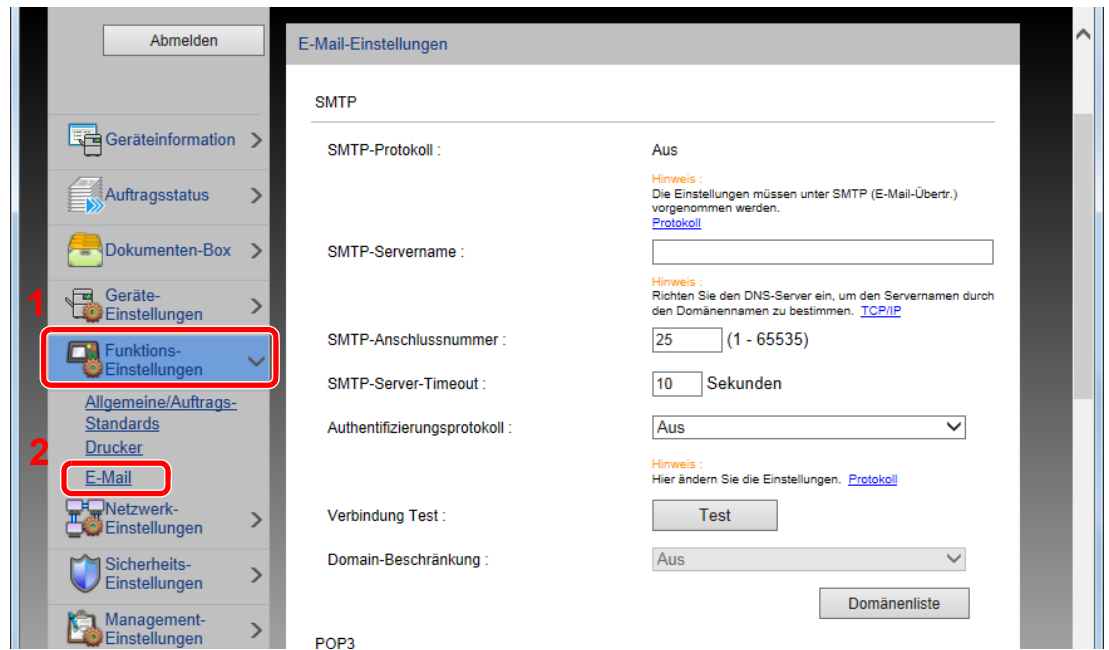 Abmelden
Geräteinformation
Auftragsstatus
Dokumenten-Box
1
Geräte-
Einstellungen
Funktions-
Einstellungen
Allgemeine/Auftrags-
Standards
2
Drucker
E-Mail
Netzwerk-
Einstellungen
Sicherheits-
Einstellungen
Management-
Einstellungen
E-Mail-Einstellungen
SMTP
SMTP-Protokoll : Aus
Hinweis :
Die Einstellungen müssen unter SMTP (E-Mail-Übertr.)
vorgenommen werden.
Protokoll
SMTP-Servername :
Hinweis :
Richten Sie den DNS-Server ein, um den Servernamen durch
den Domänennamen zu bestimmen. TCP/IP
SMTP-Anschlussnummer : 25 (1 - 65535)
SMTP-Server-Timeout : 10 Sekunden
Authentifizierungsprotokoll : Aus
Hinweis :
Hier ändern Sie die Einstellungen. Protokoll
Verbindung Test : Test
Domain-Beschränkung : Aus
Domänenliste
POP3